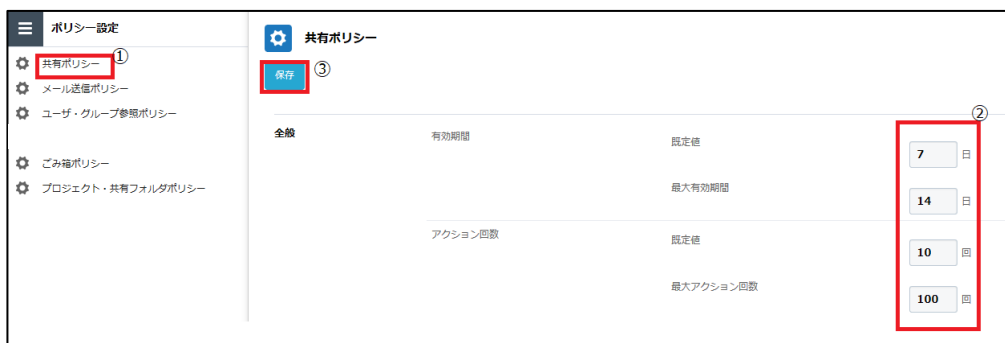 ポリシー設定
共有ポリシー ①
メール送信ポリシー
ユーザ・グループ参照ポリシー
ごみ箱ポリシー
プロジェクト・共有フォルダポリシー
共有ポリシー
保存 ③
②
全般 有効期間 既定値 7 日
最大有効期間 14 日
アクション回数 既定値 10 回
最大アクション回数 100 回